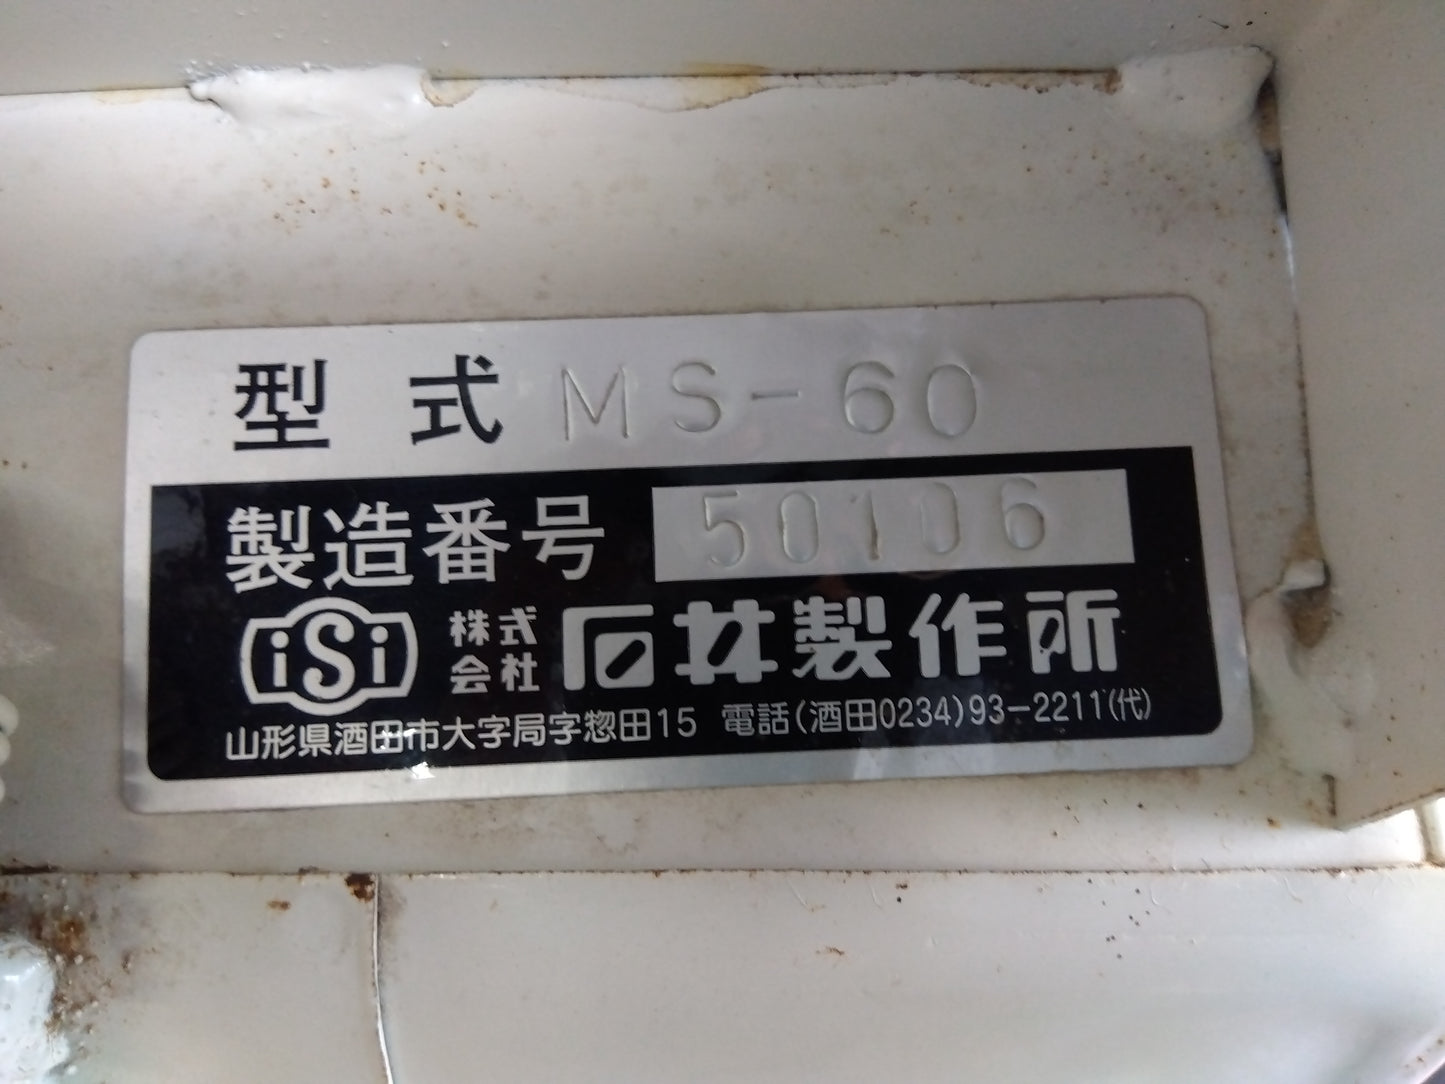 型式 MS-60
製造番号 50106
iSi 株式会社 石井製作所
山形県酒田市大字局字惣田15 電話(酒田0234)93-2211(代)